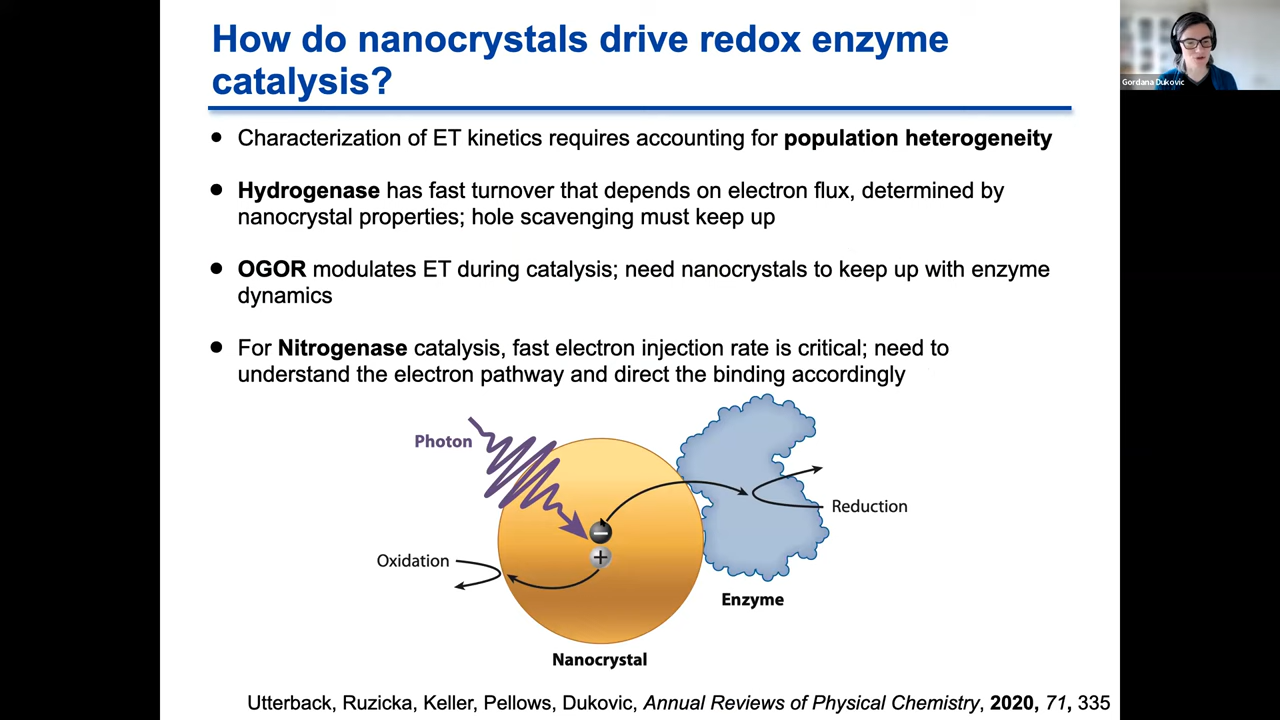 How do nanocrystals drive redox enzyme
catalysis?
Gordana Dukovic
● Characterization of ET kinetics requires accounting for population heterogeneity
● Hydrogenase has fast turnover that depends on electron flux, determined by
nanocrystal properties; hole scavenging must keep up
● OGOR modulates ET during catalysis; need nanocrystals to keep up with enzyme
dynamics
● For Nitrogenase catalysis, fast electron injection rate is critical; need to
understand the electron pathway and direct the binding accordingly
Photon
Reduction
Oxidation
Enzyme
Nanocrystal
Utterback, Ruzicka, Keller, Pellows, Dukovic, Annual Reviews of Physical Chemistry, 2020, 71, 335